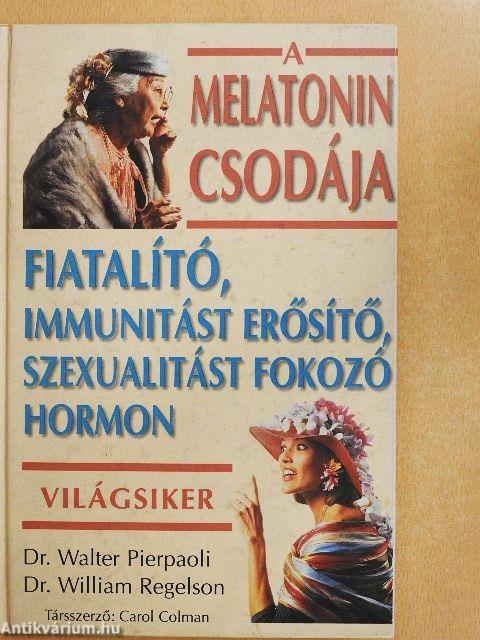 A
MELATONIN
CSODÁJA
FIATALÍTÓ,
IMMUNITÁST ERŐSÍTŐ,
SZEXUALITÁST FOKOZÓ
HORMON
VILÁGSIKER
Dr. Walter Pierpaoli
Dr. William Regelson
Társszerző: Carol Colman
Antikvárium.hu